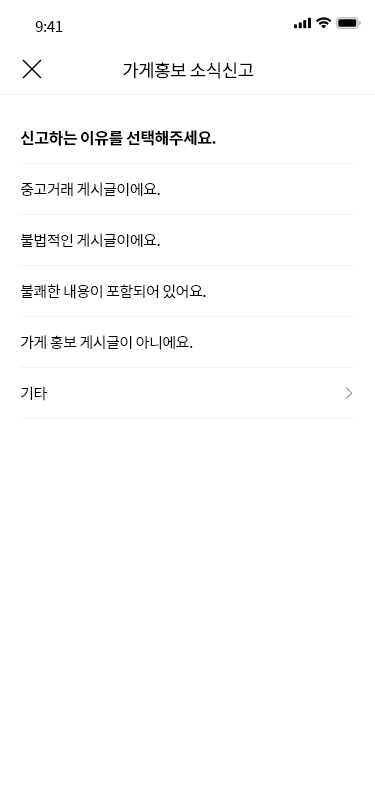 9:41
가게홍보 소식신고
신고하는 이유를 선택해주세요.
중고거래 게시글이에요.
불법적인 게시글이에요.
불쾌한 내용이 포함되어 있어요.
가게 홍보 게시글이 아니에요.
기타